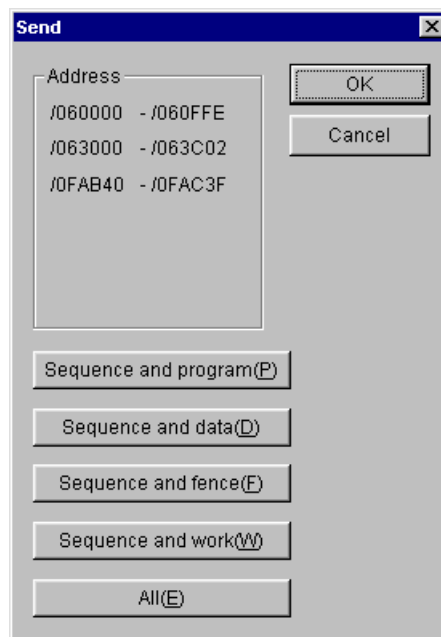 Send
Address
/060000 - /060FFE
/063000 - /063C02
/0FAB40 - /0FAC3F
OK
Cancel
Sequence and program(P)
Sequence and data(D)
Sequence and fence(F)
Sequence and work(W)
All(E)